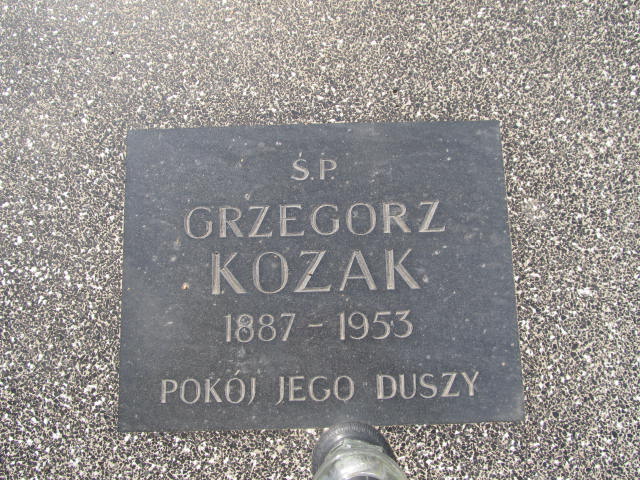 Ś.P.
GRZEGORZ
KOZAK
1887 - 1953
POKÓJ JEGO DUSZY